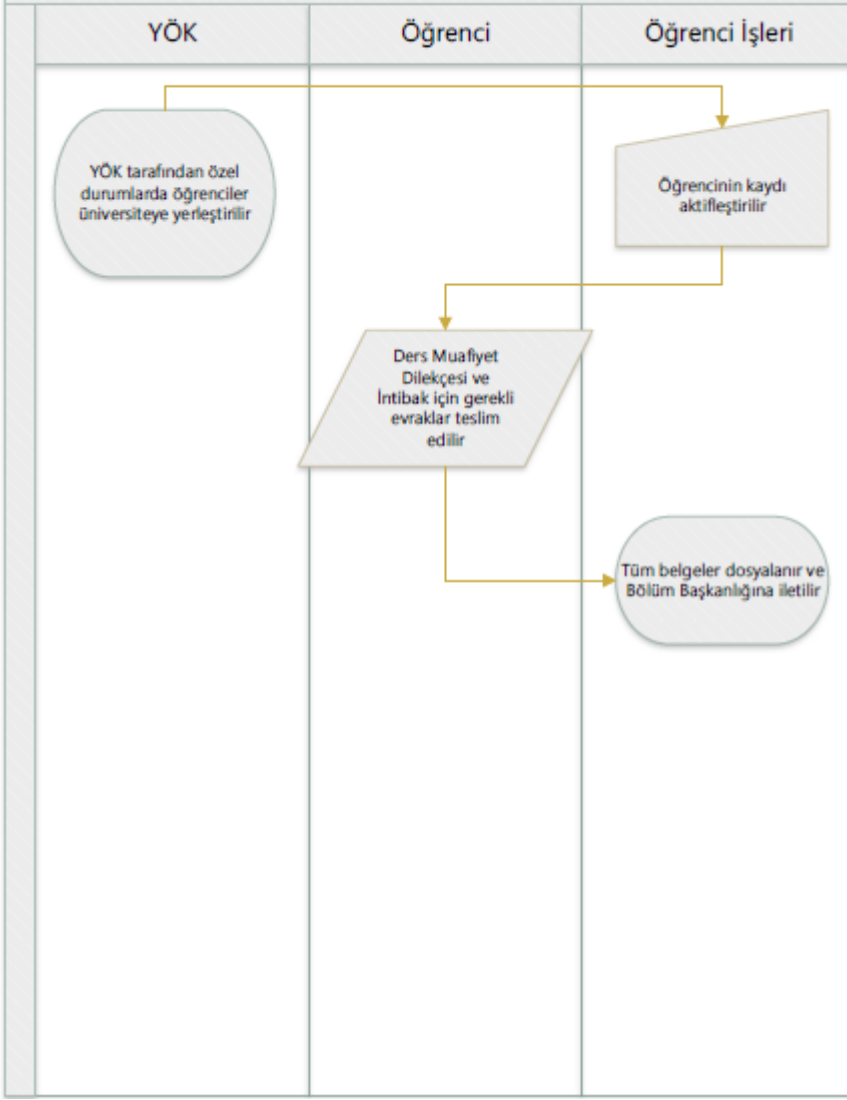 YÖK
Öğrenci
Öğrenci İşleri
YÖK tarafından özel
durumlarda öğrenciler
üniversiteye yerleştirilir
Öğrencinin kaydı
aktifleştirilir
Ders Muafiyet
Dilekçesi ve
İntibak için gerekli
evraklar teslim
edilir
Tüm belgeler dosyalanır ve
Bölüm Başkanlığına iletilir